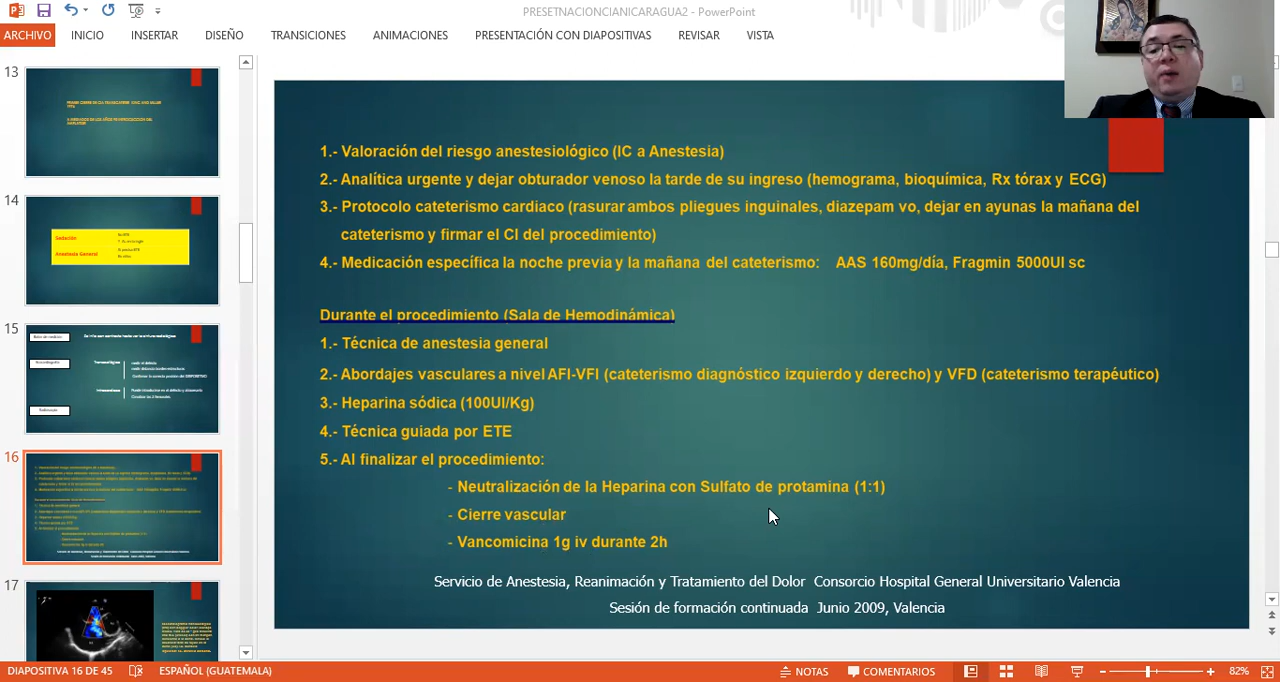 PRESETNACIONCIANICARAGUA2 - PowerPoint
ARCHIVO INICIO INSERTAR DISEÑO TRANSICIONES ANIMACIONES PRESENTACIÓN CON DIAPOSITIVAS REVISAR VISTA
13
14
Sedación
Anestesia General
15
16
17
1.- Valoración del riesgo anestesiológico (IC a Anestesia)
2.- Analítica urgente y dejar obturador venoso la tarde de su ingreso (hemograma, bioquímica, Rx tórax y ECG)
3.- Protocolo cateterismo cardiaco (rasurar ambos pliegues inguinales, diazepam vo, dejar en ayunas la mañana del
cateterismo y firmar el CI del procedimiento)
4.- Medicación específica la noche previa y la mañana del cateterismo: AAS 160mg/día, Fragmin 5000UI sc
Durante el procedimiento (Sala de Hemodinámica)
1.- Técnica de anestesia general
2.- Abordajes vasculares a nivel AFI-VFI (cateterismo diagnóstico izquierdo y derecho) y VFD (cateterismo terapéutico)
3.- Heparina sódica (100UI/Kg)
4.- Técnica guiada por ETE
5.- Al finalizar el procedimiento:
- Neutralización de la Heparina con Sulfato de protamina (1:1)
- Cierre vascular
- Vancomicina 1g iv durante 2h
Servicio de Anestesia, Reanimación y Tratamiento del Dolor Consorcio Hospital General Universitario Valencia
Sesión de formación continuada Junio 2009, Valencia
DIAPOSITIVA 16 DE 45 ESPAÑOL (GUATEMALA) NOTAS COMENTARIOS 82%